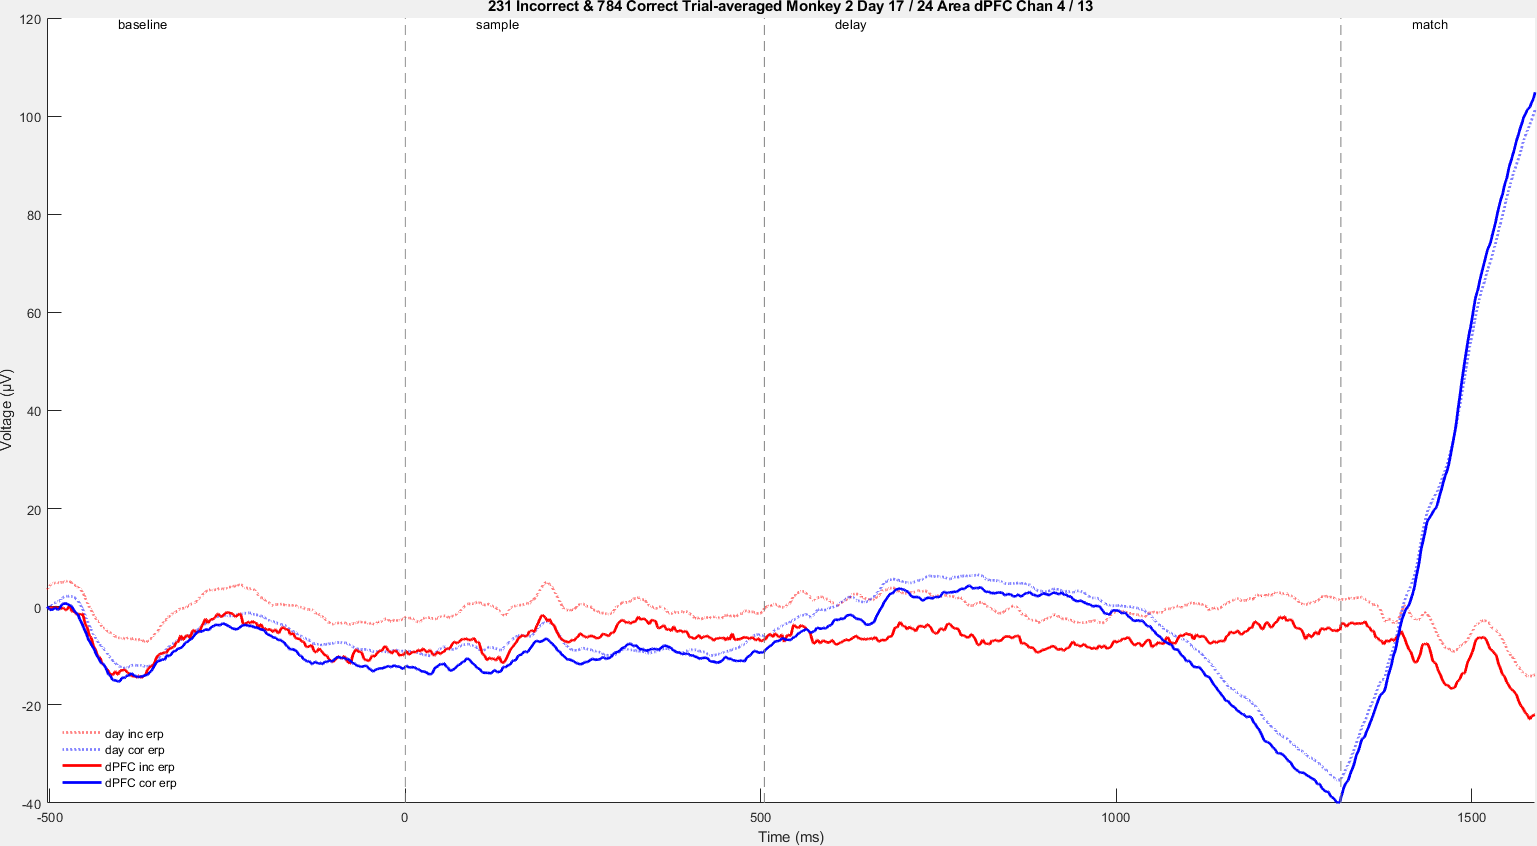 231 Incorrect & 784 Correct Trial-averaged Monkey 2 Day 17 / 24 Area dPFC Chan 4 / 13
baseline sample delay match
120
100
80
60
40
20
0
-20
-40
Voltage (μV)
day inc erp
day cor erp
dPFC inc erp
dPFC cor erp
-500 0 500 1000 1500
Time (ms)